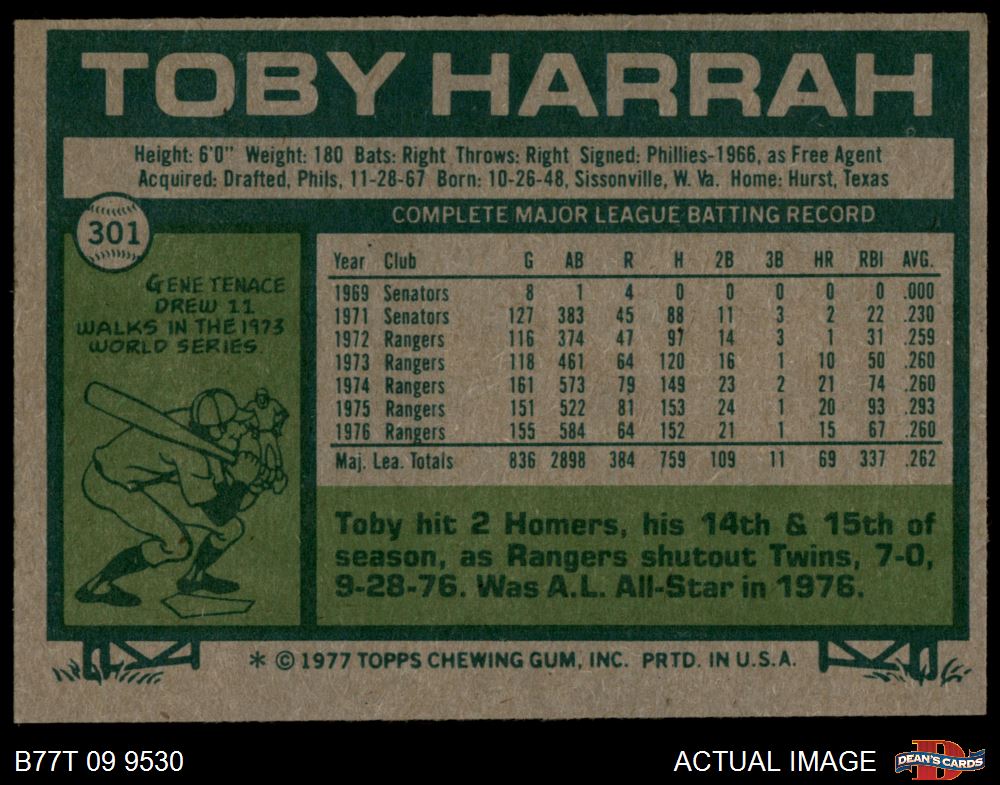 TOBY HARRAH
Height: 6'0" Weight: 180 Bats: Right Throws: Right Signed: Phillies-1966, as Free Agent
Acquired: Drafted, Phils, 11-28-67 Born: 10-26-48, Sissonville, W. Va. Home: Hurst, Texas
301
GENE TENACE
DREW 11
WALKS IN THE 1973
WORLD SERIES.
COMPLETE MAJOR LEAGUE BATTING RECORD
Year Club G AB R H 2B 3B HR RBI AVG.
1969 Senators 8 1 4 0 0 0 0 0 .000
1971 Senators 127 383 45 88 11 3 2 22 .230
1972 Rangers 116 374 47 97 14 3 1 31 .259
1973 Rangers 118 461 64 120 16 1 10 50 .260
1974 Rangers 161 573 79 149 23 2 21 74 .260
1975 Rangers 151 522 81 153 24 1 20 93 .293
1976 Rangers 155 584 64 152 21 1 15 67 .260
Maj. Lea. Totals 836 2898 384 759 109 11 69 337 .262
Toby hit 2 Homers, his 14th & 15th of
season, as Rangers shutout Twins, 7-0,
9-28-76. Was A.L. All-Star in 1976.
* © 1977 TOPPS CHEWING GUM, INC. PRTD. IN U.S.A.
B77T 09 9530
ACTUAL IMAGE
D
DEAN'S CARDS